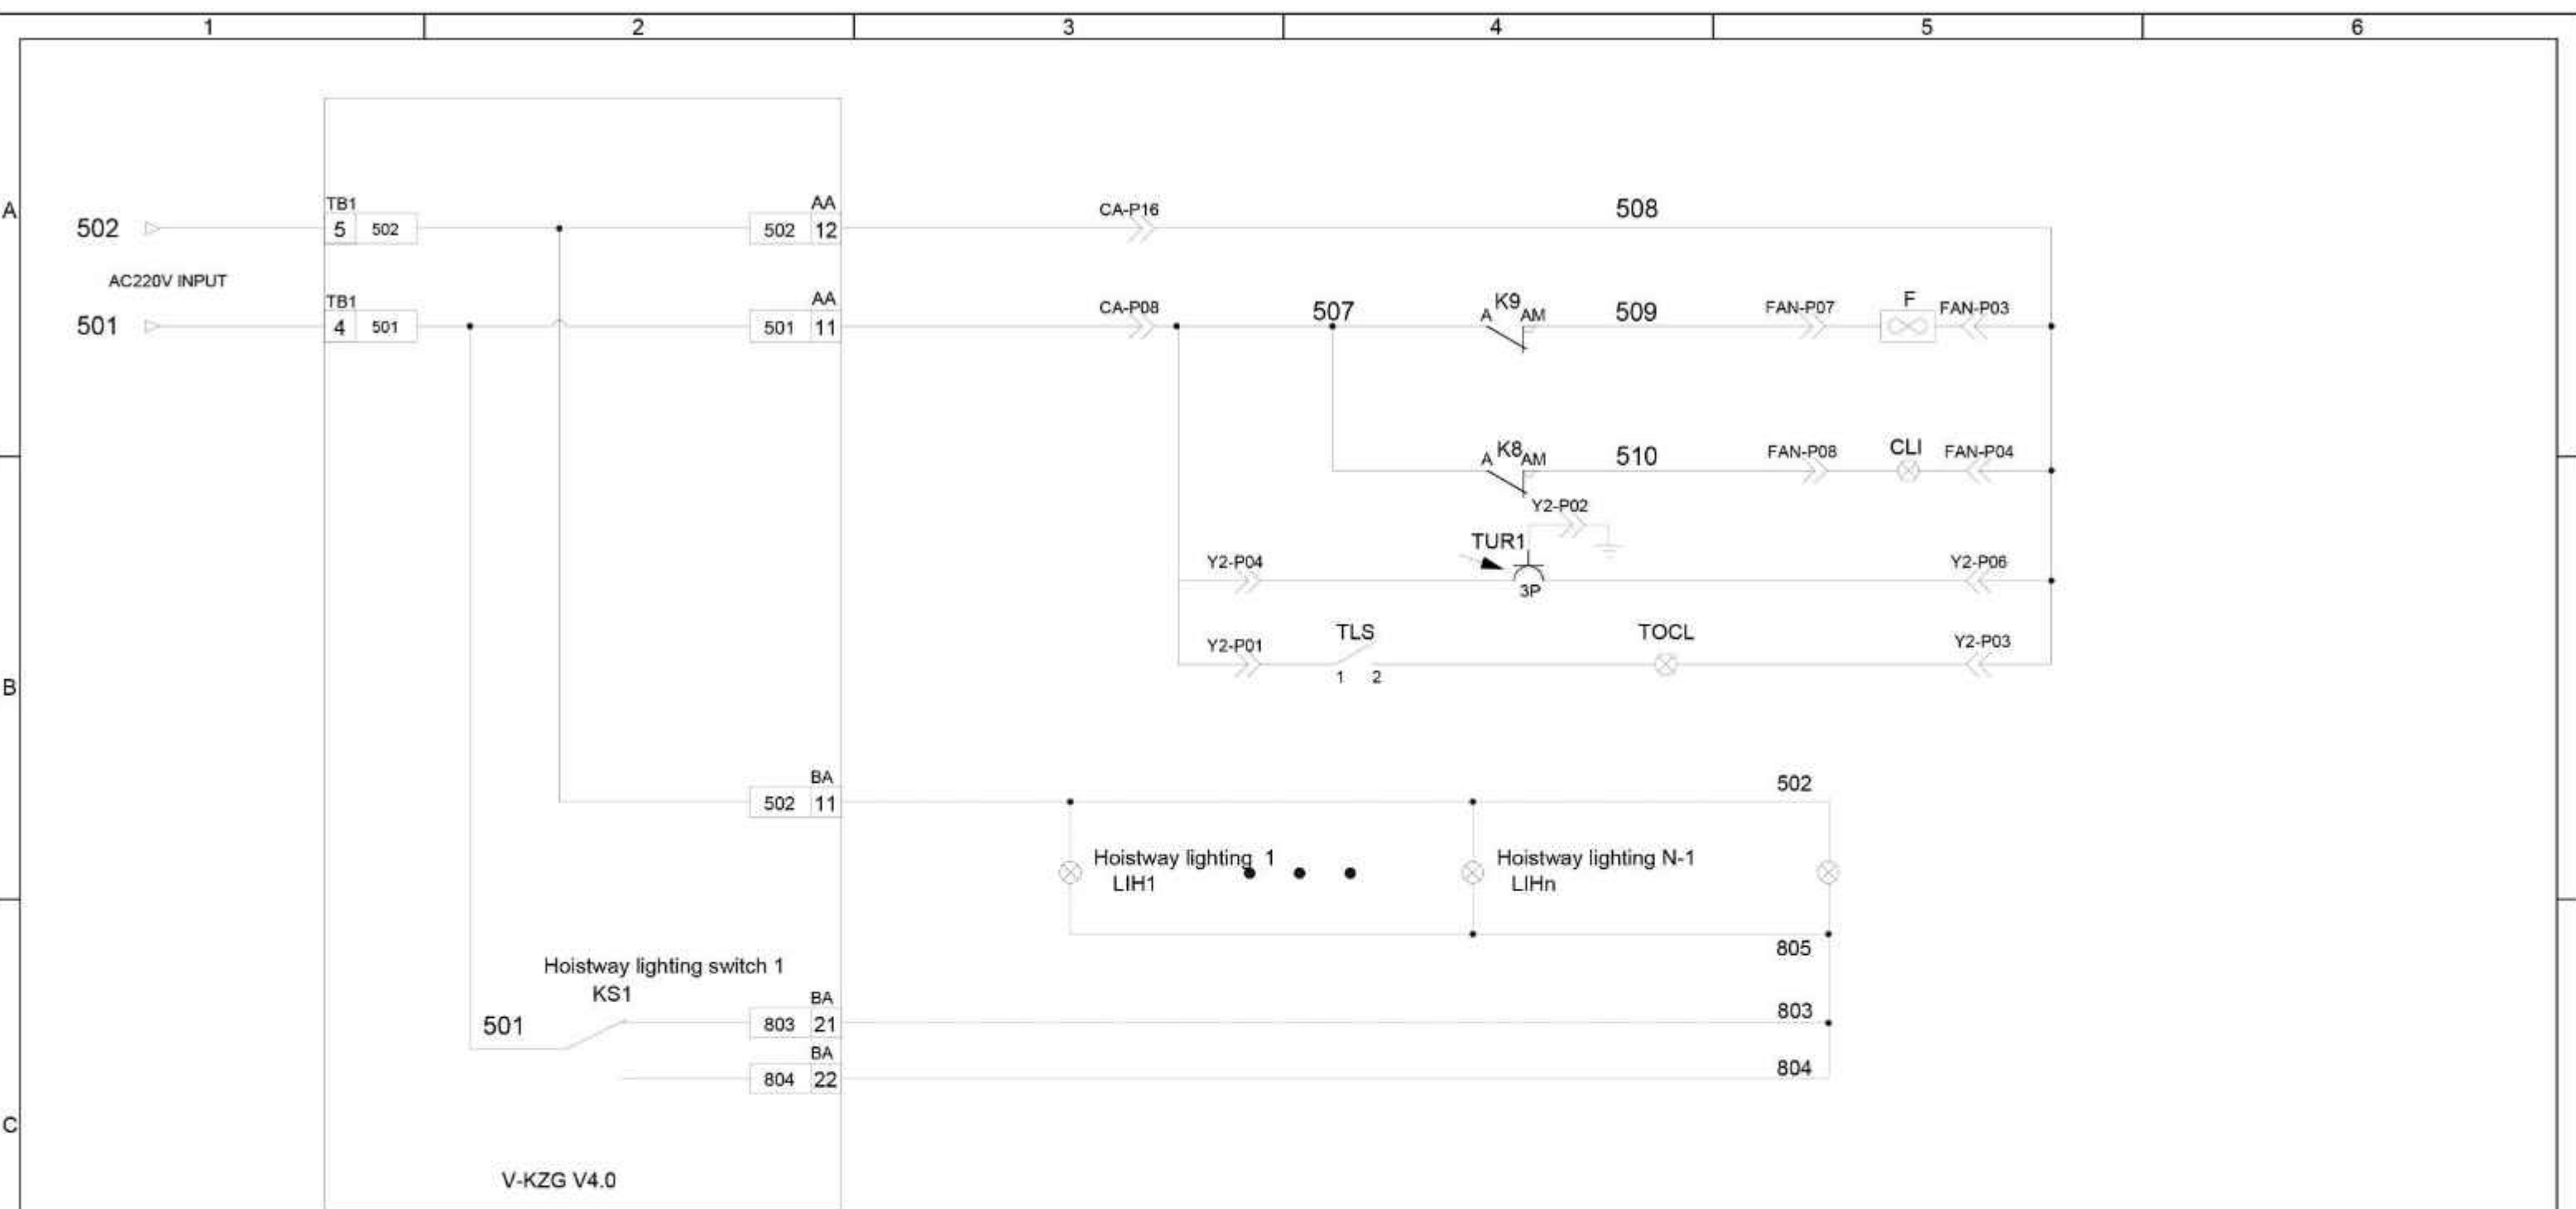 1 2 3 4 5 6
A
TB1 AA
502 5 502 502 12 CA-P16 508
AC220V INPUT
TB1 AA
501 4 501 501 11 CA-P08 507 A K9 AM 509 FAN-P07 F FAN-P03
A K8 AM 510 FAN-P08 CLI FAN-P04
Y2-P02
TUR1
Y2-P04 3P Y2-P06
TLS TOCL
Y2-P01 1 2 Y2-P03
B
BA
502 11 502
Hoistway lighting 1 Hoistway lighting N-1
LIH1 LIHn
805
Hoistway lighting switch 1
KS1
BA
501 803 21 803
BA
804 22 804
C
V-KZG V4.0